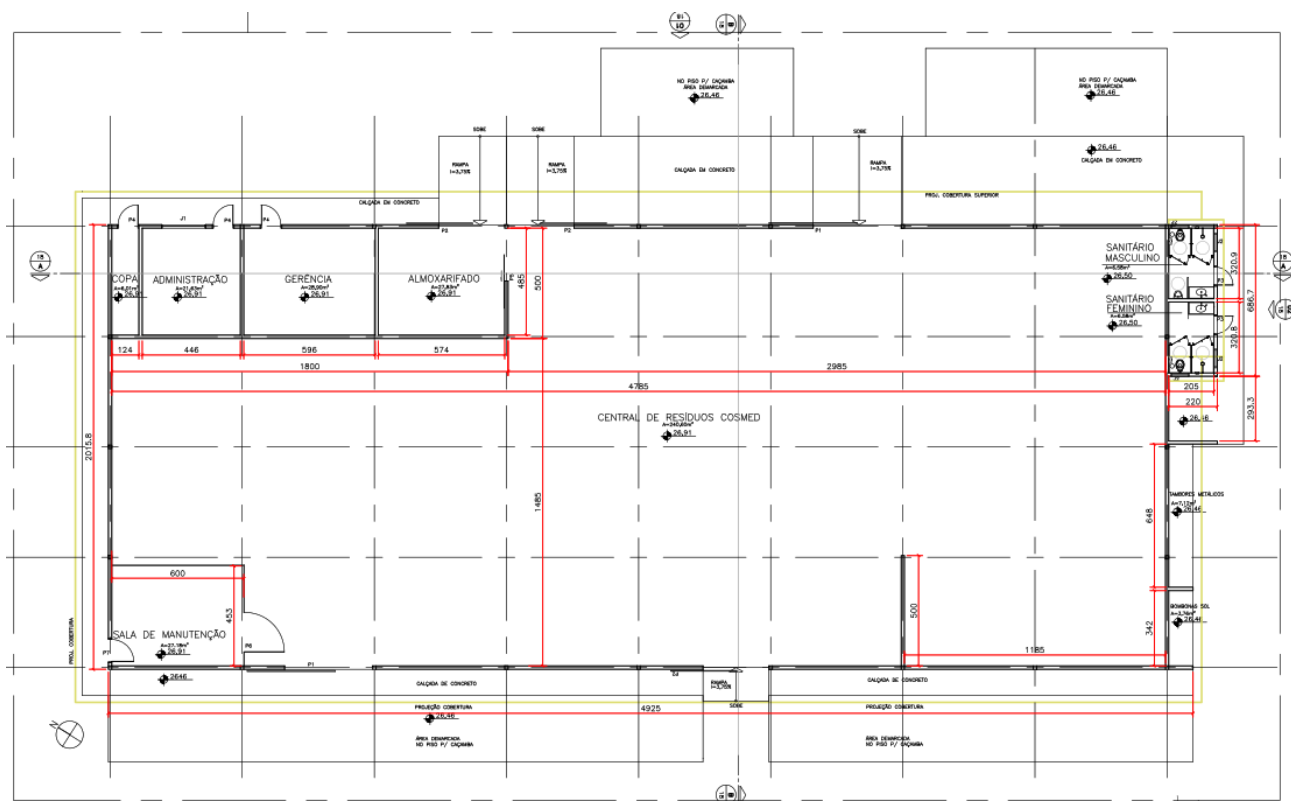 01
NO PISO P/ CAÇAMBA
ÁREA DEMARCADA
26,46
NO PISO P/ CAÇAMBA
ÁREA DEMARCADA
26,46
SOBE
SOBE
SOBE
RAMPA
i=3,75%
RAMPA
i=3,75%
CALÇADA EM CONCRETO
RAMPA
i=3,75%
26,46
CALÇADA EM CONCRETO
PROJ. COBERTURA SUPERIOR
CALÇADA EM CONCRETO
P4
J1
P4
P4
P2
P1
18
A
18
A
COPA
ADMINISTRAÇÃO
26,91
GERÊNCIA
26,91
ALMOXARIFADO
26,91
485
500
SANITÁRIO
MASCULINO
26,50
SANITÁRIO
FEMININO
26,50
P3
P3
320.9
320.8
686.7
124
446
596
574
1800
2985
4785
205
220
293.3
CENTRAL DE RESÍDUOS COSMED
26,91
26,46
2015.8
1485
TAMBORES METÁLICOS
A=7,12m²
26,46
648
600
453
500
342
BOMBONAS SOL
26,46
SALA DE MANUTENÇÃO
26,91
P7
P6
P1
1185
PROJ. COBERTURA
2646
CALÇADA DE CONCRETO
RAMPA
i=3,75%
SOBE
CALÇADA DE CONCRETO
PROJEÇÃO COBERTURA
4925
PROJEÇÃO COBERTURA
26,46
N
ÁREA DEMARCADA
NO PISO P/ CAÇAMBA
ÁREA DEMARCADA
NO PISO P/ CAÇAMBA